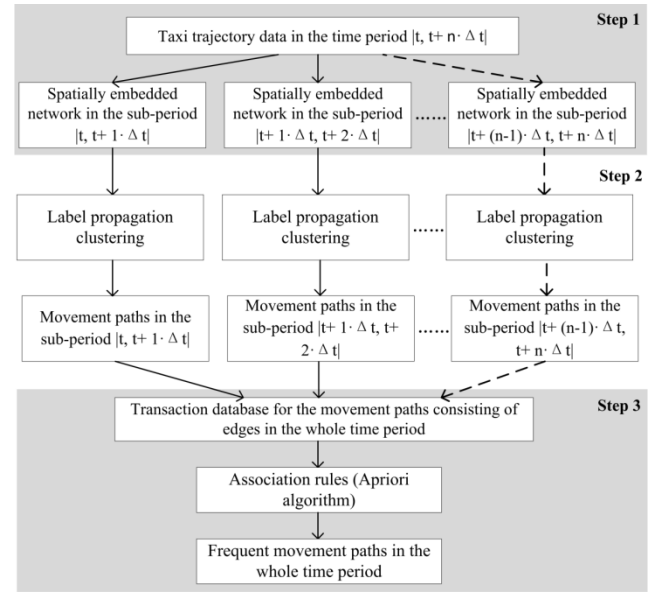 Step 1
Taxi trajectory data in the time period |t, t+ n· Δ t|
Spatially embedded
network in the sub-period
|t, t+ 1· Δ t|
Spatially embedded
network in the sub-period
|t+ 1· Δ t, t+ 2· Δ t|
......
Spatially embedded
network in the sub-period
|t+ (n-1)· Δ t, t+ n· Δ t|
Step 2
Label propagation
clustering
Label propagation
clustering
......
Label propagation
clustering
Movement paths in the
sub-period |t, t+ 1· Δ t|
Movement paths in the
sub-period |t+ 1· Δ t, t+
2· Δ t|
......
Movement paths in the
sub-period |t+ (n-1)· Δ t,
t+ n· Δ t|
Step 3
Transaction database for the movement paths consisting of
edges in the whole time period
Association rules (Apriori
algorithm)
Frequent movement paths in the
whole time period